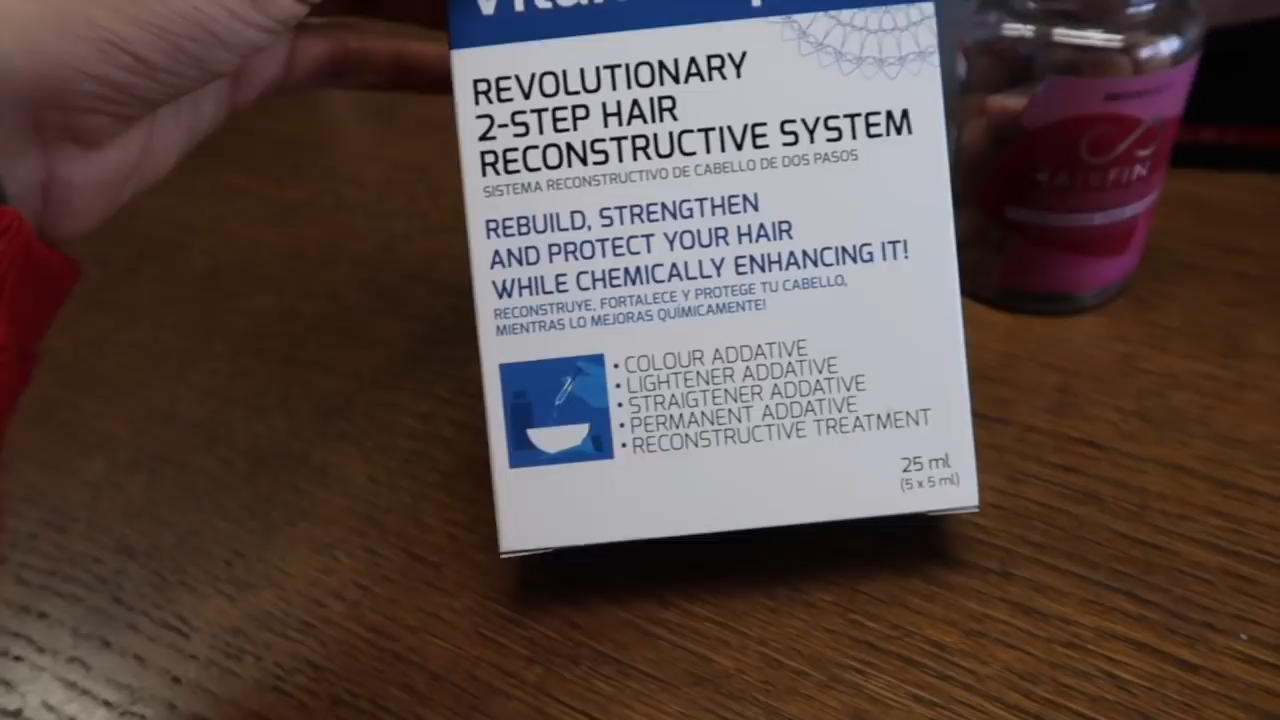 REVOLUTIONARY
2-STEP HAIR
RECONSTRUCTIVE SYSTEM
SISTEMA RECONSTRUCTIVO DE CABELLO DE DOS PASOS
REBUILD, STRENGTHEN
AND PROTECT YOUR HAIR
WHILE CHEMICALLY ENHANCING IT!
RECONSTRUYE, FORTALECE Y PROTEGE TU CABELLO,
MIENTRAS LO MEJORAS QUÍMICAMENTE!
• COLOUR ADDATIVE
• LIGHTENER ADDATIVE
• STRAIGTENER ADDATIVE
• PERMANENT ADDATIVE
• RECONSTRUCTIVE TREATMENT
25 ml
(5 x 5 ml)